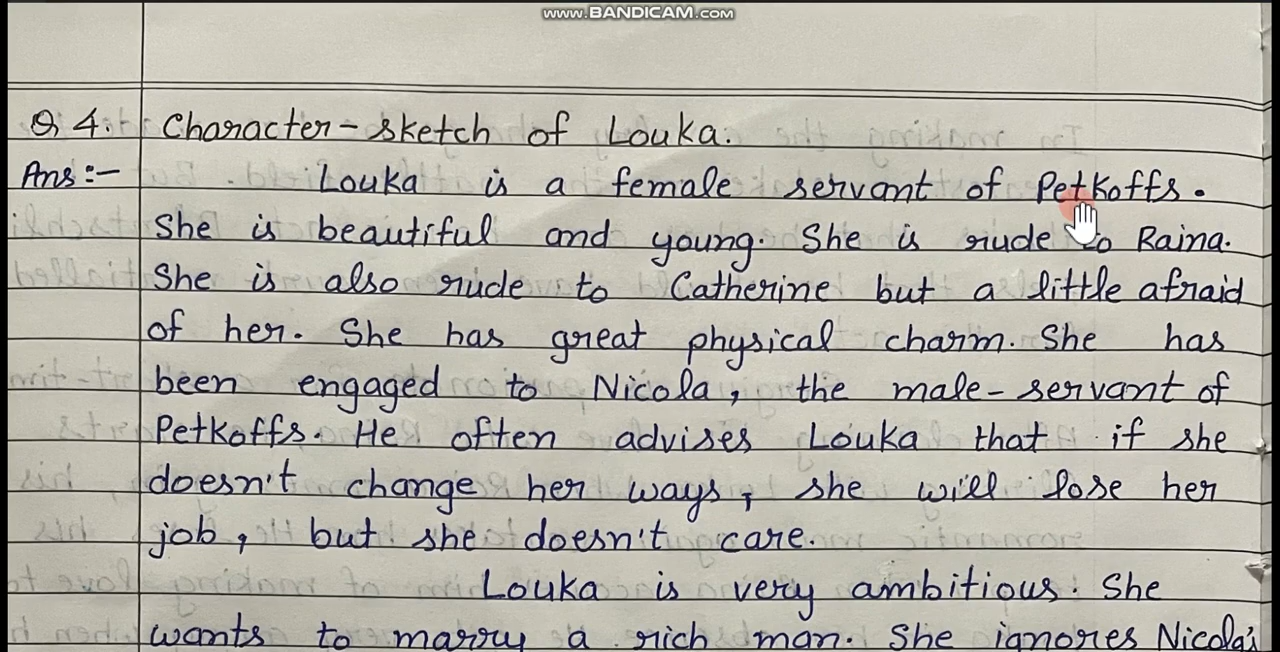 www.BANDICAM.com
Q 4. Character-sketch of Louka.
Ans:- Louka is a female servant of Petkoffs.
She is beautiful and young. She is rude to Raina.
She is also rude to Catherine but a little afraid
of her. She has great physical charm. She has
been engaged to Nicola, the male-servant of
Petkoffs. He often advises Louka that if she
doesn't change her ways, she will lose her
job, but she doesn't care.
Louka is very ambitious. She
wants to marry a rich man. She ignores Nicola's